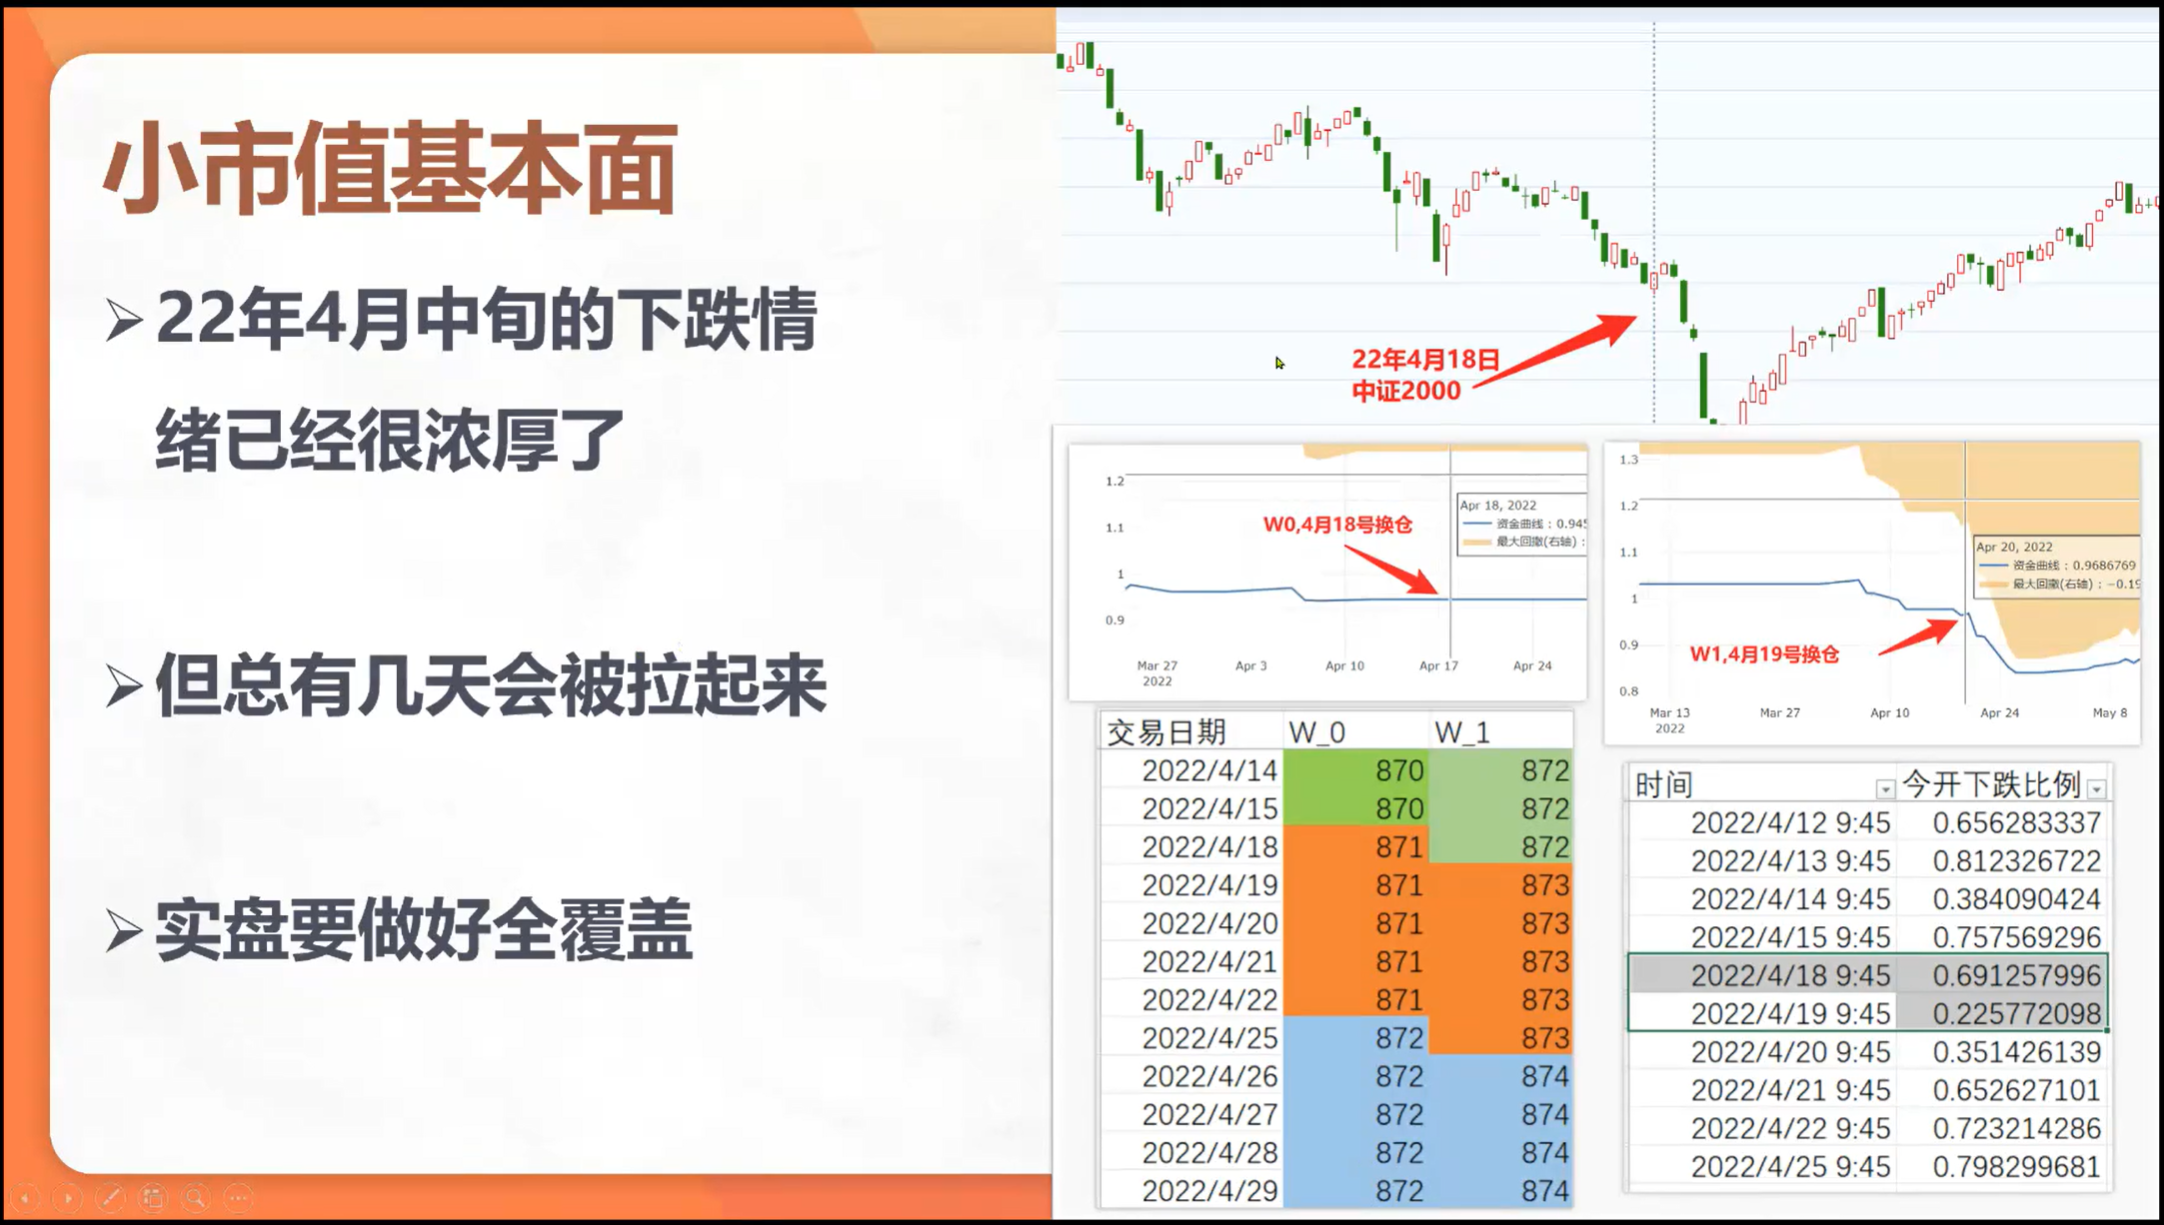 小市值基本面
22年4月中旬的下跌情
绪已经很浓厚了
但总有几天会被拉起来
实盘要做好全覆盖
22年4月18日
中证2000
1.2
1.1
1
0.9
W0,4月18号换仓
Apr 18, 2022
资金曲线 : 0.945
最大回撤(右轴) :
Mar 27 Apr 3 Apr 10 Apr 17 Apr 24
2022
1.3
1.2
1.1
1
0.9
0.8
Apr 20, 2022
资金曲线 : 0.9686769
最大回撤(右轴) : −0.19
W1,4月19号换仓
Mar 13 Mar 27 Apr 10 Apr 24 May 8
2022
交易日期 W_0 W_1
2022/4/14 870 872
2022/4/15 870 872
2022/4/18 871 872
2022/4/19 871 873
2022/4/20 871 873
2022/4/21 871 873
2022/4/22 871 873
2022/4/25 872 873
2022/4/26 872 874
2022/4/27 872 874
2022/4/28 872 874
2022/4/29 872 874
时间 今开下跌比例
2022/4/12 9:45 0.656283337
2022/4/13 9:45 0.812326722
2022/4/14 9:45 0.384090424
2022/4/15 9:45 0.757569296
2022/4/18 9:45 0.691257996
2022/4/19 9:45 0.225772098
2022/4/20 9:45 0.351426139
2022/4/21 9:45 0.652627101
2022/4/22 9:45 0.723214286
2022/4/25 9:45 0.798299681